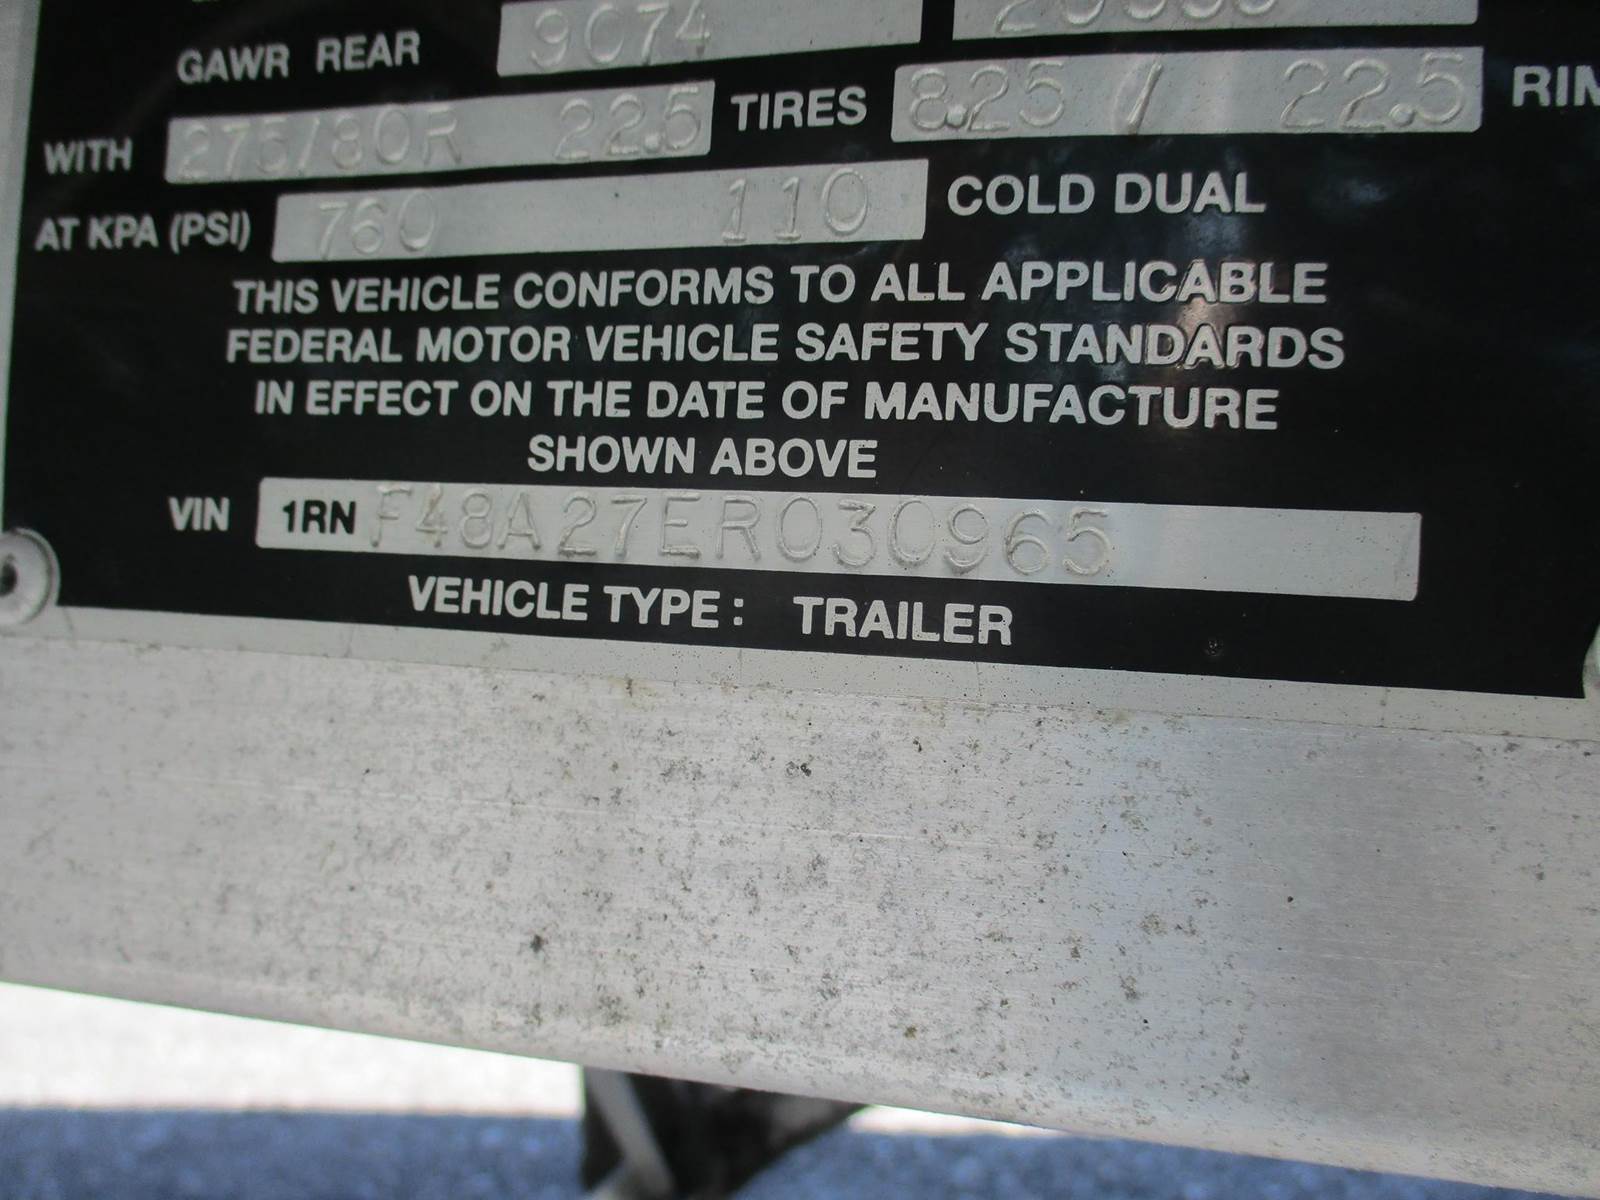 GAWR REAR 9074
WITH 275/80R 22.5 TIRES 8.25 / 22.5
AT KPA (PSI) 760 110 COLD DUAL
THIS VEHICLE CONFORMS TO ALL APPLICABLE
FEDERAL MOTOR VEHICLE SAFETY STANDARDS
IN EFFECT ON THE DATE OF MANUFACTURE
SHOWN ABOVE
VIN 1RNF48A27ER030965
VEHICLE TYPE: TRAILER